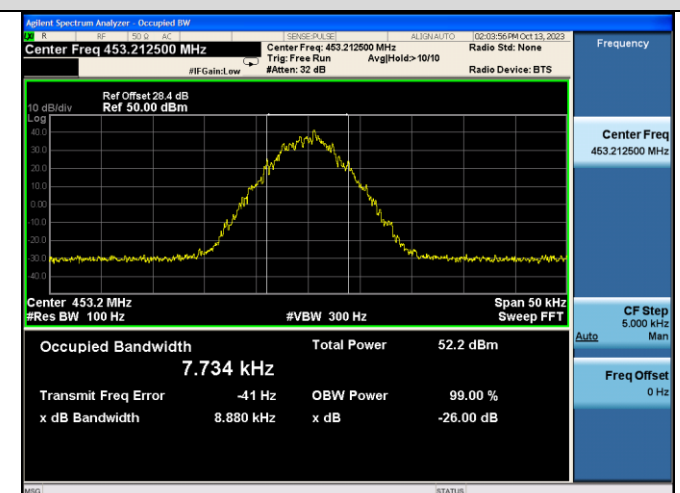 Agilent Spectrum Analyzer - Occupied BW
R RF 50 Ω AC SENSE:PULSE ALIGN AUTO 02:03:56 PM Oct 13, 2023
Center Freq 453.212500 MHz Center Freq: 453.212500 MHz Radio Std: None Frequency
Trig: Free Run Avg|Hold:> 10/10
#IFGain:Low #Atten: 32 dB Radio Device: BTS
Ref Offset 28.4 dB
10 dB/div Ref 50.00 dBm
Log
40.0
30.0
20.0
10.0
0.00
-10.0
-20.0
-30.0
-40.0
Center Freq
453.212500 MHz
Center 453.2 MHz Span 50 kHz
#Res BW 100 Hz #VBW 300 Hz Sweep FFT
CF Step
5.000 kHz
Auto Man
Occupied Bandwidth Total Power 52.2 dBm
7.734 kHz
Transmit Freq Error -41 Hz OBW Power 99.00 %
x dB Bandwidth 8.880 kHz x dB -26.00 dB
Freq Offset
0 Hz
MSG STATUS